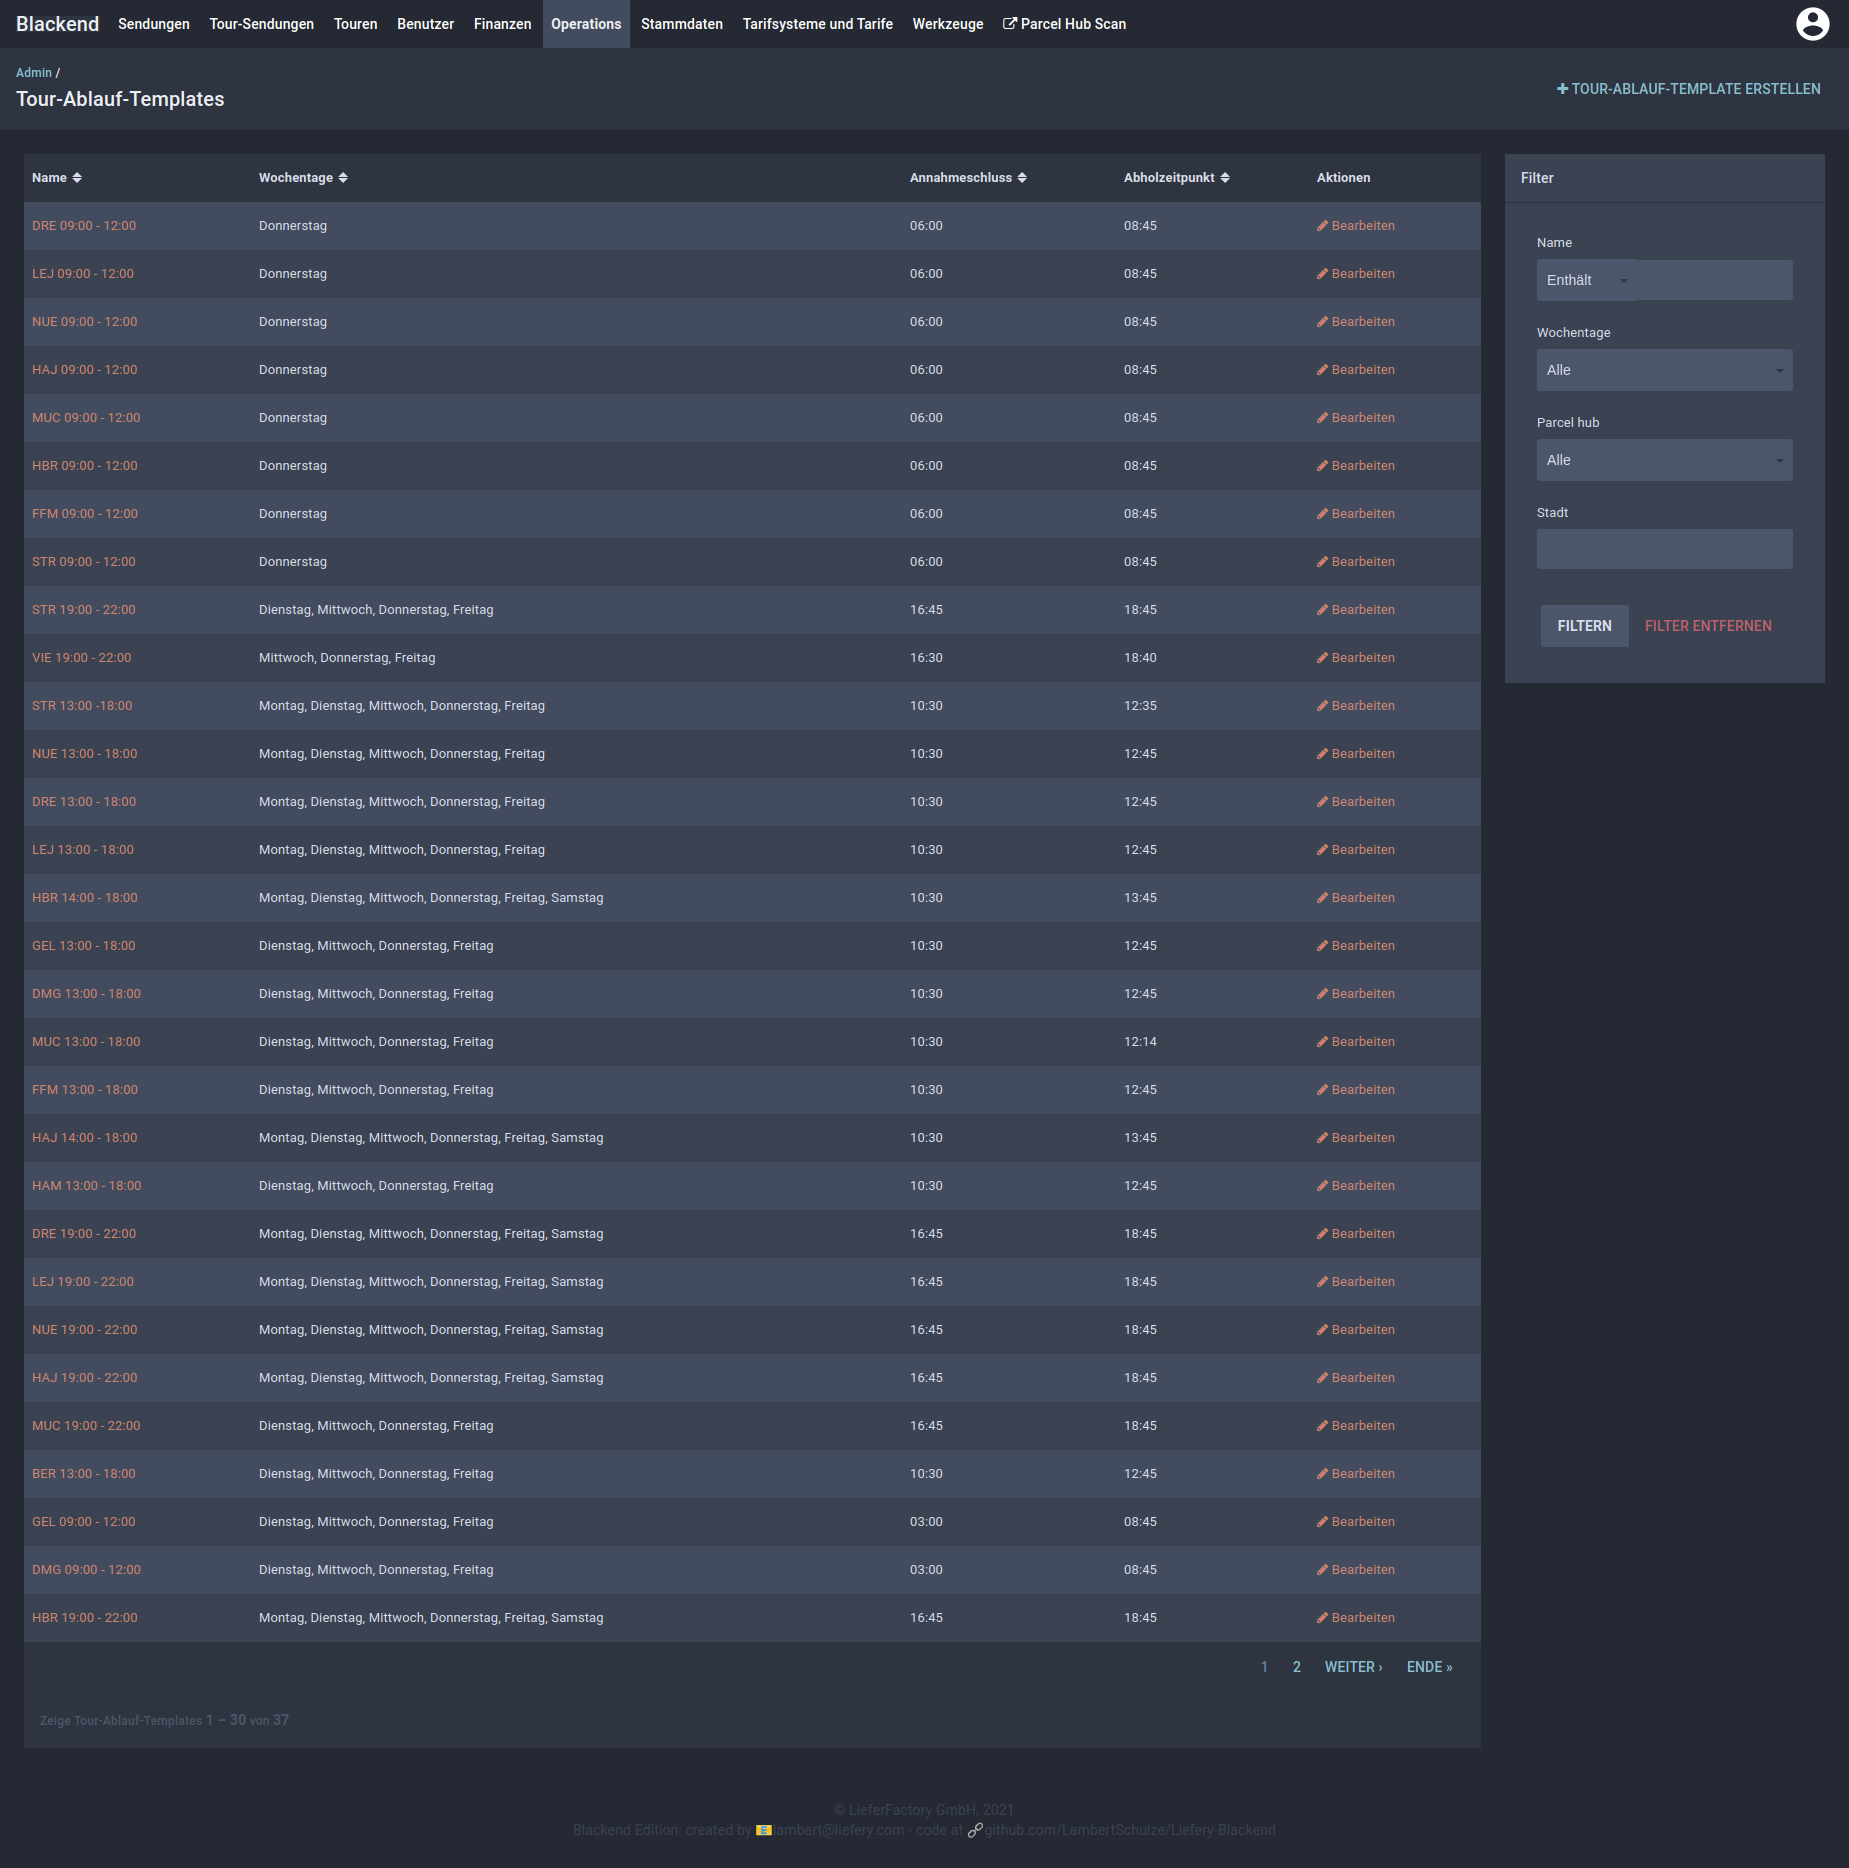 Blackend Sendungen Tour-Sendungen Touren Benutzer Finanzen Operations Stammdaten Tarifsysteme und Tarife Werkzeuge Parcel Hub Scan
Admin /
Tour-Ablauf-Templates
TOUR-ABLAUF-TEMPLATE ERSTELLEN
Name Wochentage Annahmeschluss Abholzeitpunkt Aktionen
DRE 09:00 - 12:00 Donnerstag 06:00 08:45 Bearbeiten
LEJ 09:00 - 12:00 Donnerstag 06:00 08:45 Bearbeiten
NUE 09:00 - 12:00 Donnerstag 06:00 08:45 Bearbeiten
HAJ 09:00 - 12:00 Donnerstag 06:00 08:45 Bearbeiten
MUC 09:00 - 12:00 Donnerstag 06:00 08:45 Bearbeiten
HBR 09:00 - 12:00 Donnerstag 06:00 08:45 Bearbeiten
FFM 09:00 - 12:00 Donnerstag 06:00 08:45 Bearbeiten
STR 09:00 - 12:00 Donnerstag 06:00 08:45 Bearbeiten
STR 19:00 - 22:00 Dienstag, Mittwoch, Donnerstag, Freitag 16:45 18:45 Bearbeiten
VIE 19:00 - 22:00 Mittwoch, Donnerstag, Freitag 16:30 18:40 Bearbeiten
STR 13:00 -18:00 Montag, Dienstag, Mittwoch, Donnerstag, Freitag 10:30 12:35 Bearbeiten
NUE 13:00 - 18:00 Montag, Dienstag, Mittwoch, Donnerstag, Freitag 10:30 12:45 Bearbeiten
DRE 13:00 - 18:00 Montag, Dienstag, Mittwoch, Donnerstag, Freitag 10:30 12:45 Bearbeiten
LEJ 13:00 - 18:00 Montag, Dienstag, Mittwoch, Donnerstag, Freitag 10:30 12:45 Bearbeiten
HBR 14:00 - 18:00 Montag, Dienstag, Mittwoch, Donnerstag, Freitag, Samstag 10:30 13:45 Bearbeiten
GEL 13:00 - 18:00 Dienstag, Mittwoch, Donnerstag, Freitag 10:30 12:45 Bearbeiten
DMG 13:00 - 18:00 Dienstag, Mittwoch, Donnerstag, Freitag 10:30 12:45 Bearbeiten
MUC 13:00 - 18:00 Dienstag, Mittwoch, Donnerstag, Freitag 10:30 12:14 Bearbeiten
FFM 13:00 - 18:00 Dienstag, Mittwoch, Donnerstag, Freitag 10:30 12:45 Bearbeiten
HAJ 14:00 - 18:00 Montag, Dienstag, Mittwoch, Donnerstag, Freitag, Samstag 10:30 13:45 Bearbeiten
HAM 13:00 - 18:00 Dienstag, Mittwoch, Donnerstag, Freitag 10:30 12:45 Bearbeiten
DRE 19:00 - 22:00 Montag, Dienstag, Mittwoch, Donnerstag, Freitag, Samstag 16:45 18:45 Bearbeiten
LEJ 19:00 - 22:00 Montag, Dienstag, Mittwoch, Donnerstag, Freitag, Samstag 16:45 18:45 Bearbeiten
NUE 19:00 - 22:00 Montag, Dienstag, Mittwoch, Donnerstag, Freitag, Samstag 16:45 18:45 Bearbeiten
HAJ 19:00 - 22:00 Montag, Dienstag, Mittwoch, Donnerstag, Freitag, Samstag 16:45 18:45 Bearbeiten
MUC 19:00 - 22:00 Dienstag, Mittwoch, Donnerstag, Freitag 16:45 18:45 Bearbeiten
BER 13:00 - 18:00 Dienstag, Mittwoch, Donnerstag, Freitag 10:30 12:45 Bearbeiten
GEL 09:00 - 12:00 Dienstag, Mittwoch, Donnerstag, Freitag 03:00 08:45 Bearbeiten
DMG 09:00 - 12:00 Dienstag, Mittwoch, Donnerstag, Freitag 03:00 08:45 Bearbeiten
HBR 19:00 - 22:00 Montag, Dienstag, Mittwoch, Donnerstag, Freitag, Samstag 16:45 18:45 Bearbeiten
1 2 WEITER › ENDE »
Zeige Tour-Ablauf-Templates 1 – 30 von 37
Filter
Name
Enthält
Wochentage
Alle
Parcel hub
Alle
Stadt
FILTERN FILTER ENTFERNEN
© LieferFactory GmbH, 2021
Blackend Edition: created by 📧lambert@liefery.com - code at 🔗github.com/LambertSchulze/Liefery-Blackend